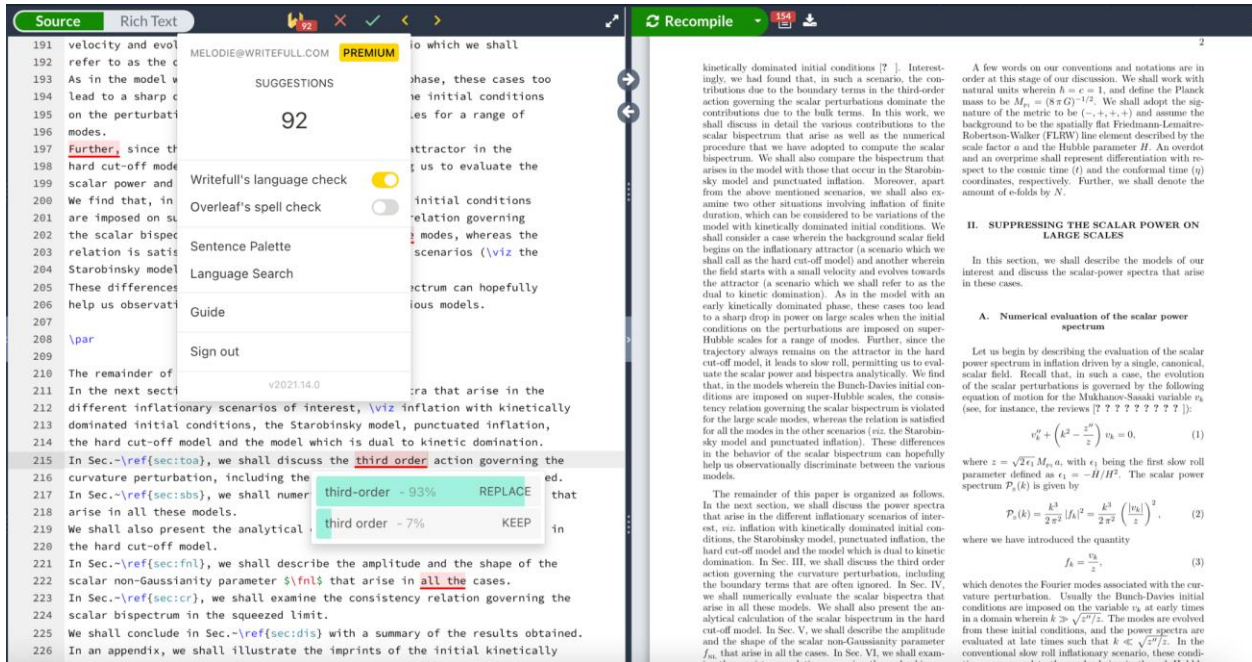 Source Rich Text
92
Recompile
154
MELODIE@WRITEFULL.COM PREMIUM
SUGGESTIONS
92
Writefull's language check
Overleaf's spell check
Sentence Palette
Language Search
Guide
Sign out
v2021.14.0
191 velocity and evol io which we shall
192 refer to as the
193 As in the model w phase, these cases too
194 lead to a sharp he initial conditions
195 on the perturbati les for a range of
196 modes.
197 Further, since th attractor in the
198 hard cut-off mode g us to evaluate the
199 scalar power and
200 We find that, in initial conditions
201 are imposed on su relation governing
202 the scalar bispec modes, whereas the
203 relation is satis scenarios (\viz the
204 Starobinsky model
205 These differences ectrum can hopefully
206 help us observati ious models.
207
208 \par
209
210 The remainder of
211 In the next secti tra that arise in the
212 different inflationary scenarios of interest, \viz inflation with kinetically
213 dominated initial conditions, the Starobinsky model, punctuated inflation,
214 the hard cut-off model and the model which is dual to kinetic domination.
215 In Sec.~\ref{sec:toa}, we shall discuss the third order action governing the
216 curvature perturbation, including the ed.
217 In Sec.~\ref{sec:sbs}, we shall numer that
218 arise in all these models.
219 We shall also present the analytical in
220 the hard cut-off model.
221 In Sec.~\ref{sec:fnl}, we shall describe the amplitude and the shape of the
222 scalar non-Gaussianity parameter $\fnl$ that arise in all the cases.
223 In Sec.~\ref{sec:cr}, we shall examine the consistency relation governing the
224 scalar bispectrum in the squeezed limit.
225 We shall conclude in Sec.~\ref{sec:dis} with a summary of the results obtained.
226 In an appendix, we shall illustrate the imprints of the initial kinetically
third-order - 93% REPLACE
third order - 7% KEEP
2
kinetically dominated initial conditions [? ]. Interest-
ingly, we had found that, in such a scenario, the con-
tributions due to the boundary terms in the third-order
action governing the scalar perturbations dominate the
contributions due to the bulk terms. In this work, we
shall discuss in detail the various contributions to the
scalar bispectrum that arise as well as the numerical
procedure that we have adopted to compute the scalar
bispectrum. We shall also compare the bispectrum that
arises in the model with those that occur in the Starobin-
sky model and punctuated inflation. Moreover, apart
from the above mentioned scenarios, we shall also ex-
amine two other situations involving inflation of finite
duration, which can be considered to be variations of the
model with kinetically dominated initial conditions. We
shall consider a case wherein the background scalar field
begins on the inflationary attractor (a scenario which we
shall call as the hard cut-off model) and another wherein
the field starts with a small velocity and evolves towards
the attractor (a scenario which we shall refer to as the
dual to kinetic domination). As in the model with an
early kinetically dominated phase, these cases too lead
to a sharp drop in power on large scales when the initial
conditions on the perturbations are imposed on super-
Hubble scales for a range of modes. Further, since the
trajectory always remains on the attractor in the hard
cut-off model, it leads to slow roll, permitting us to eval-
uate the scalar power and bispectra analytically. We find
that, in the models wherein the Bunch-Davies initial con-
ditions are imposed on super-Hubble scales, the consis-
tency relation governing the scalar bispectrum is violated
for the large scale modes, whereas the relation is satisfied
for all the modes in the other scenarios (viz. the Starobin-
sky model and punctuated inflation). These differences
in the behavior of the scalar bispectrum can hopefully
help us observationally discriminate between the various
models.
The remainder of this paper is organized as follows.
In the next section, we shall discuss the power spectra
that arise in the different inflationary scenarios of inter-
est, viz. inflation with kinetically dominated initial con-
ditions, the Starobinsky model, punctuated inflation, the
hard cut-off model and the model which is dual to kinetic
domination. In Sec. III, we shall discuss the third order
action governing the curvature perturbation, including
the boundary terms that are often ignored. In Sec. IV,
we shall numerically evaluate the scalar bispectra that
arise in all these models. We shall also present the an-
alytical calculation of the scalar bispectrum in the hard
cut-off model. In Sec. V, we shall describe the amplitude
and the shape of the scalar non-Gaussianity parameter
f_NL that arise in all the cases. In Sec. VI, we shall exam-
A few words on our conventions and notations are in
order at this stage of our discussion. We shall work with
natural units wherein ħ = c = 1, and define the Planck
mass to be M_Pl = (8 π G)^{-1/2}. We shall adopt the sig-
nature of the metric to be (−, +, +, +) and assume the
background to be the spatially flat Friedmann-Lemaitre-
Robertson-Walker (FLRW) line element described by the
scale factor a and the Hubble parameter H. An overdot
and an overprime shall represent differentiation with re-
spect to the cosmic time (t) and the conformal time (η)
coordinates, respectively. Further, we shall denote the
amount of e-folds by N.
II. SUPPRESSING THE SCALAR POWER ON
LARGE SCALES
In this section, we shall describe the models of our
interest and discuss the scalar-power spectra that arise
in these cases.
A. Numerical evaluation of the scalar power
spectrum
Let us begin by describing the evaluation of the scalar
power spectrum in inflation driven by a single, canonical,
scalar field. Recall that, in such a case, the evolution
of the scalar perturbations is governed by the following
equation of motion for the Mukhanov-Sasaki variable v_k
(see, for instance, the reviews [? ? ? ? ? ? ? ? ? ]):
v_k'' + (k² − z''/z) v_k = 0, (1)
where z = √(2 ε₁) M_Pl a, with ε₁ being the first slow roll
parameter defined as ε₁ = −Ḣ/H². The scalar power
spectrum P_s(k) is given by
P_s(k) = k³/(2 π²) |f_k|² = k³/(2 π²) (|v_k|/z)², (2)
where we have introduced the quantity
f_k = v_k/z, (3)
which denotes the Fourier modes associated with the cur-
vature perturbation. Usually the Bunch-Davies initial
conditions are imposed on the variable v_k at early times
in a domain wherein k ≫ √(z''/z). The modes are evolved
from these initial conditions, and the power spectra are
evaluated at late times such that k ≪ √(z''/z). In the
conventional slow roll inflationary scenario, these condi-